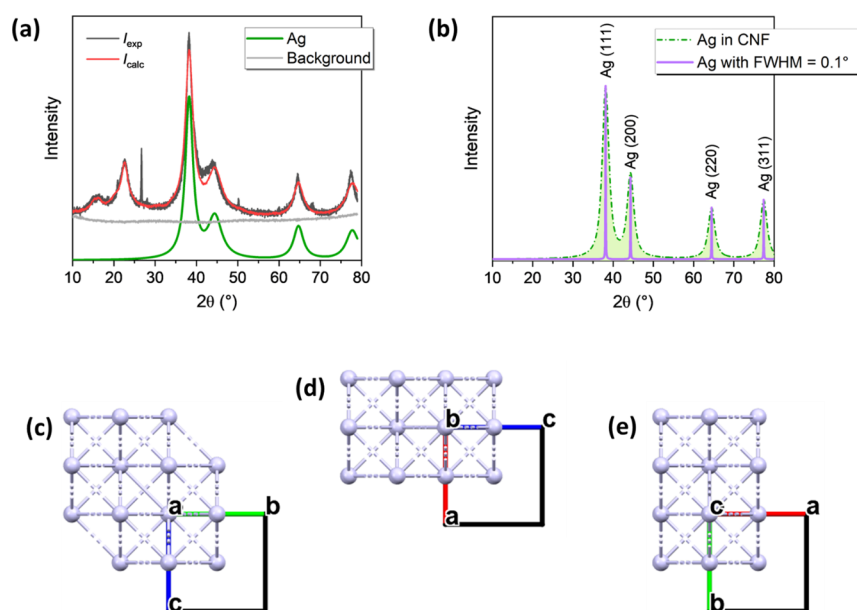 (a)
I_exp
I_calc
Ag
Background
Intensity
10 20 30 40 50 60 70 80
2θ (°)
(b)
Ag in CNF
Ag with FWHM = 0.1°
Ag (111)
Ag (200)
Ag (220)
Ag (311)
Intensity
10 20 30 40 50 60 70 80
2θ (°)
(c)
a b
c
(d)
b c
a
(e)
c a
b